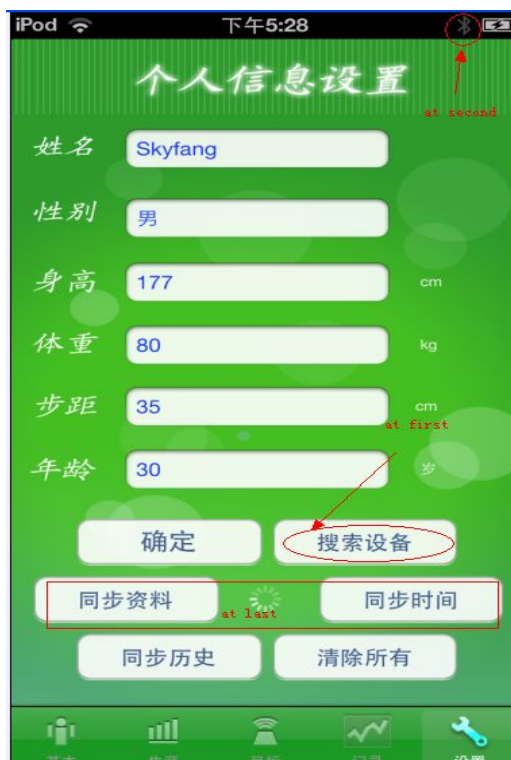 iPod 下午5:28
个人信息设置
at second
姓名 Skyfang
性别 男
身高 177 cm
体重 80 kg
步距 35 cm
at first
年龄 30 岁
确定 搜索设备
同步资料 at last 同步时间
同步历史 清除所有